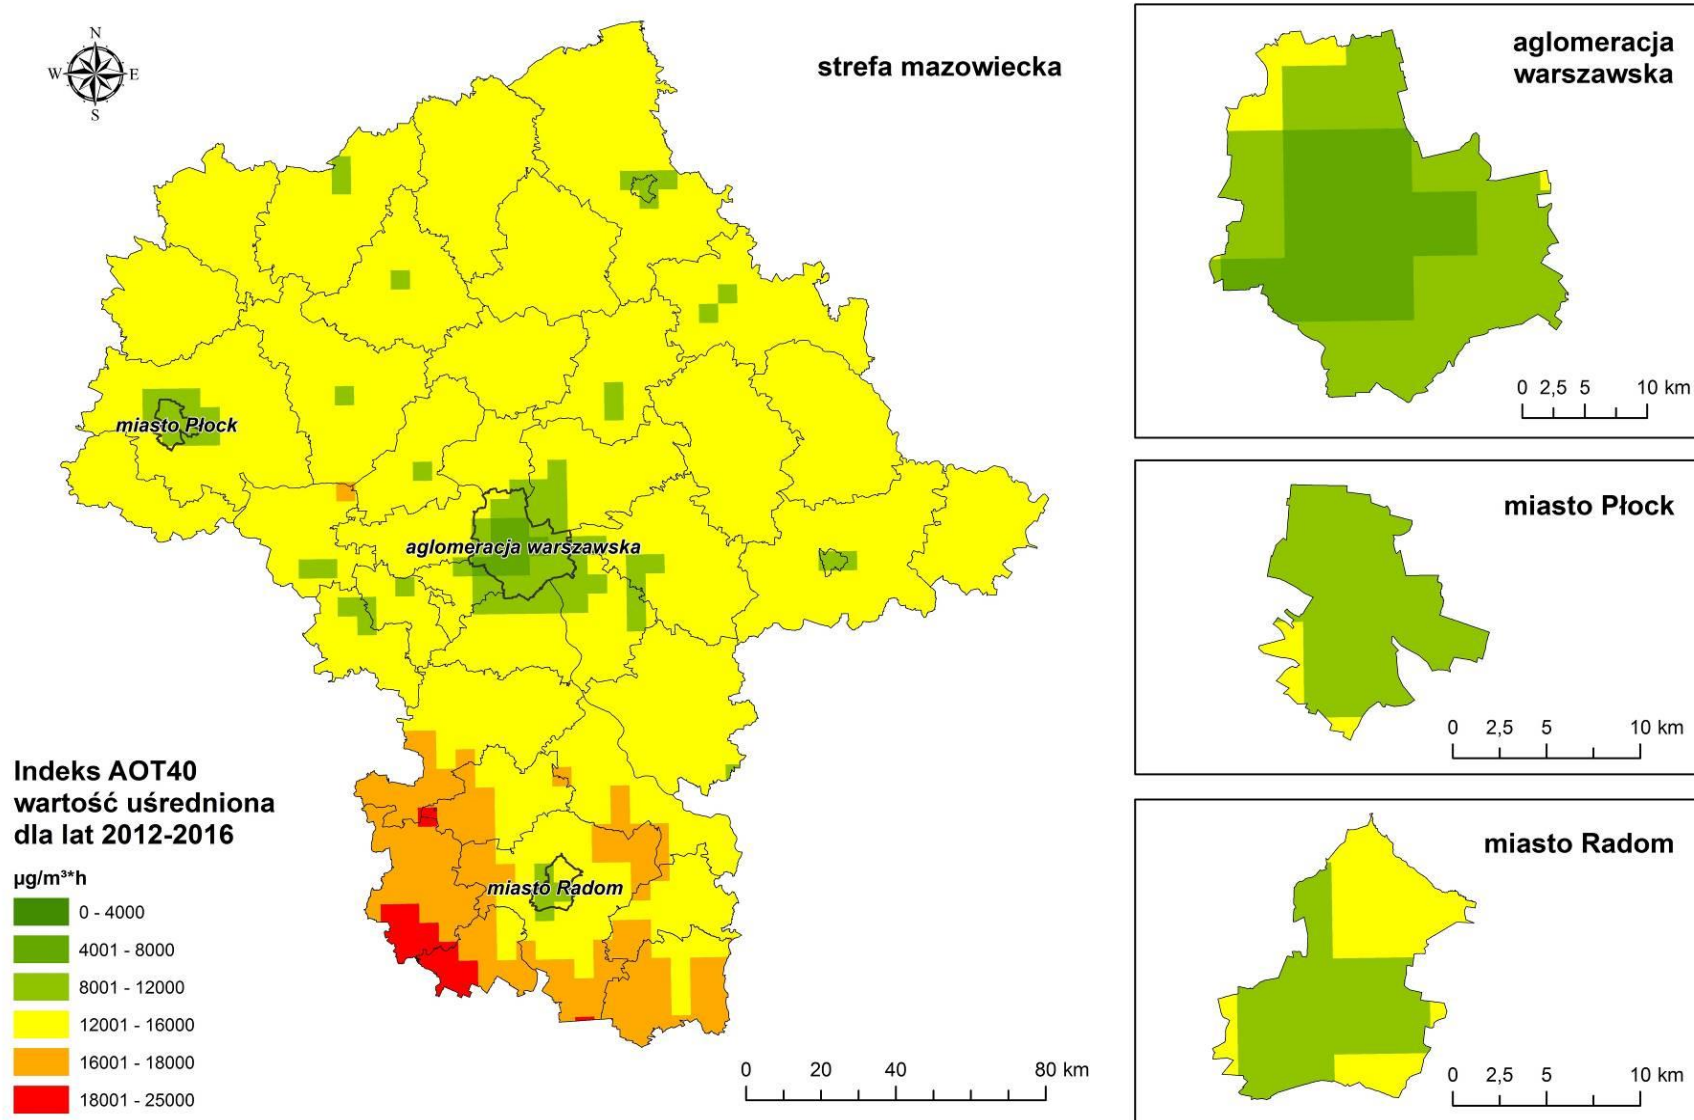 N
W E
S
strefa mazowiecka
miasto Płock
aglomeracja warszawska
miasto Radom
Indeks AOT40
wartość uśredniona
dla lat 2012-2016
µg/m³*h
0 - 4000
4001 - 8000
8001 - 12000
12001 - 16000
16001 - 18000
18001 - 25000
0 20 40 80 km
aglomeracja
warszawska
0 2,5 5 10 km
miasto Płock
0 2,5 5 10 km
miasto Radom
0 2,5 5 10 km